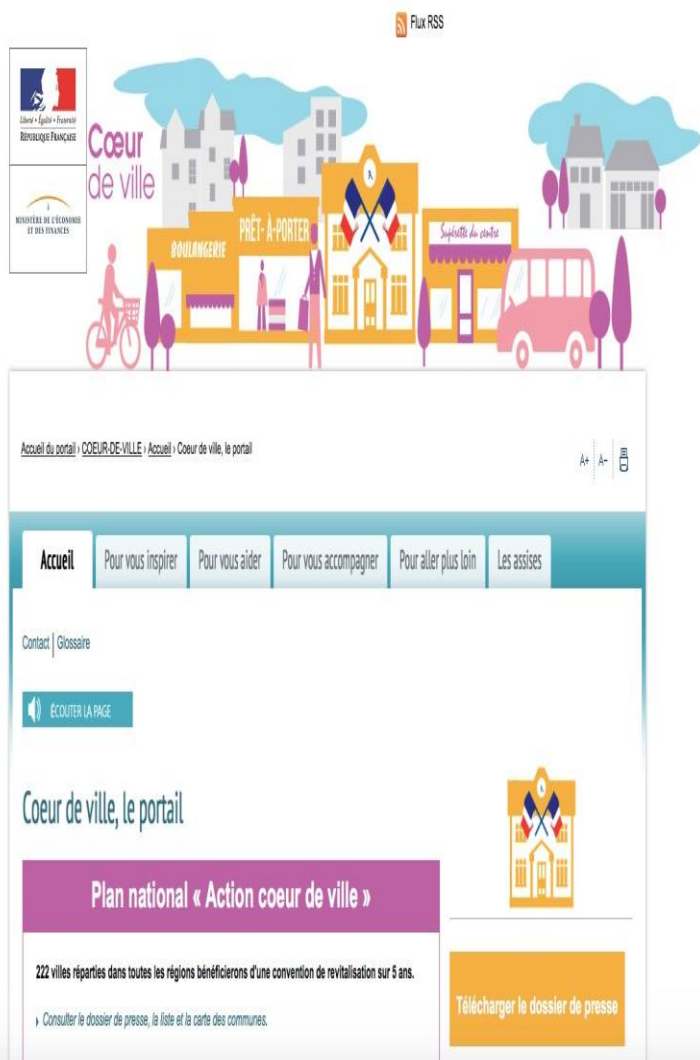 Flux RSS
Liberté • Égalité • Fraternité
RÉPUBLIQUE FRANÇAISE
MINISTÈRE DE L'ÉCONOMIE
ET DES FINANCES
Cœur
de ville
BOULANGERIE
PRÊT- À-PORTER
Supérette du centre
Accueil du portail › COEUR-DE-VILLE › Accueil › Coeur de ville, le portail
A+ A-
Accueil Pour vous inspirer Pour vous aider Pour vous accompagner Pour aller plus loin Les assises
Contact | Glossaire
ÉCOUTER LA PAGE
Coeur de ville, le portail
Plan national « Action coeur de ville »
222 villes réparties dans toutes les régions bénéficierons d'une convention de revitalisation sur 5 ans.
Consulter le dossier de presse, la liste et la carte des communes.
Télécharger le dossier de presse